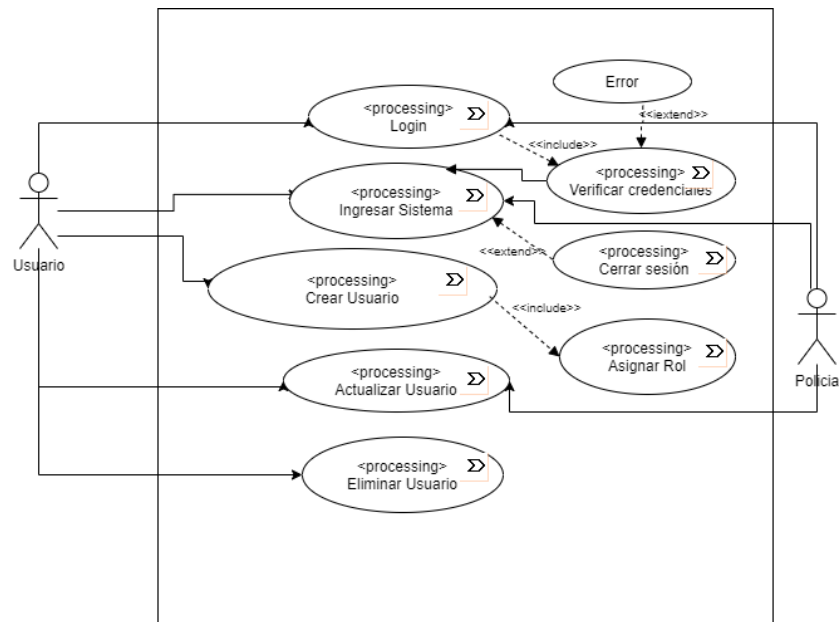 Error
<processing>
Login
<<iextend>>
<<include>>
<processing>
Verificar credenciales
<processing>
Ingresar Sistema
Usuario
<<extend>>
<processing>
Cerrar sesión
<processing>
Crear Usuario
<<include>>
<processing>
Asignar Rol
Policia
<processing>
Actualizar Usuario
<processing>
Eliminar Usuario